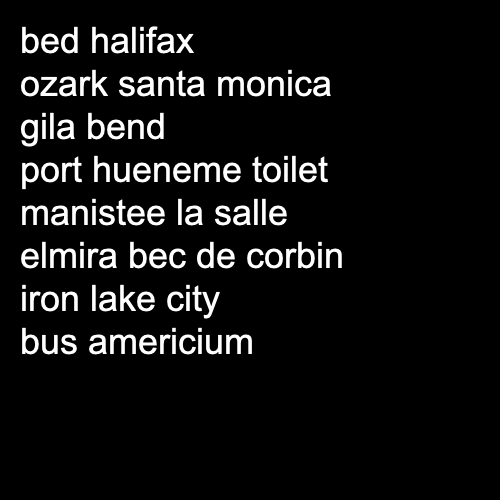 bed halifax
ozark santa monica
gila bend
port hueneme toilet
manistee la salle
elmira bec de corbin
iron lake city
bus americium